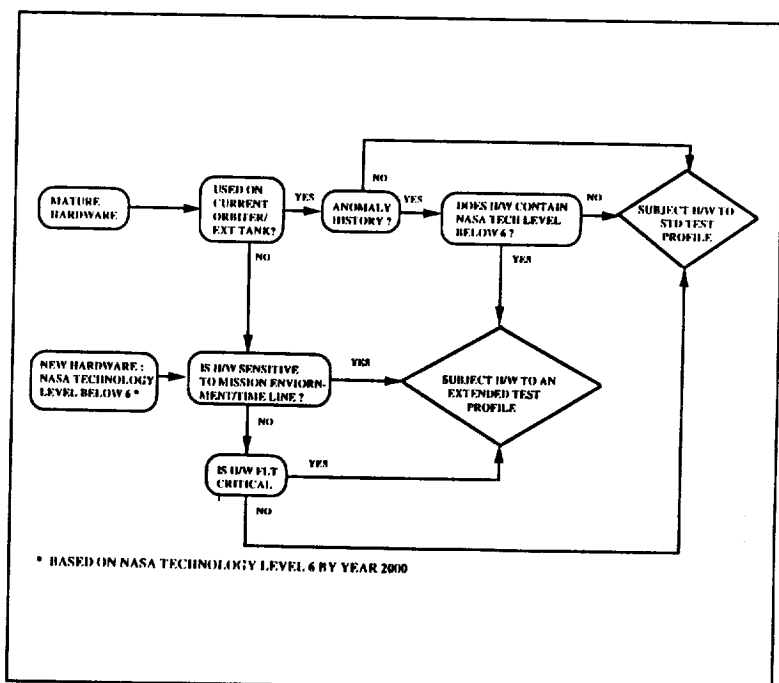 NO
MATURE
HARDWARE
USED ON
CURRENT
ORBITER/
EXT TANK?
YES
ANOMALY
HISTORY ?
YES
DOES H/W CONTAIN
NASA TECH LEVEL
BELOW 6 ?
NO
SUBJECT H/W TO
STD TEST
PROFILE
NO
YES
NEW HARDWARE :
NASA TECHNOLOGY
LEVEL BELOW 6 *
IS H/W SENSITIVE
TO MISSION ENVIORN-
MENT/TIME LINE ?
YES
SUBJECT H/W TO AN
EXTENDED TEST
PROFILE
NO
IS H/W FLT
CRITICAL
YES
NO
* BASED ON NASA TECHNOLOGY LEVEL 6 BY YEAR 2000